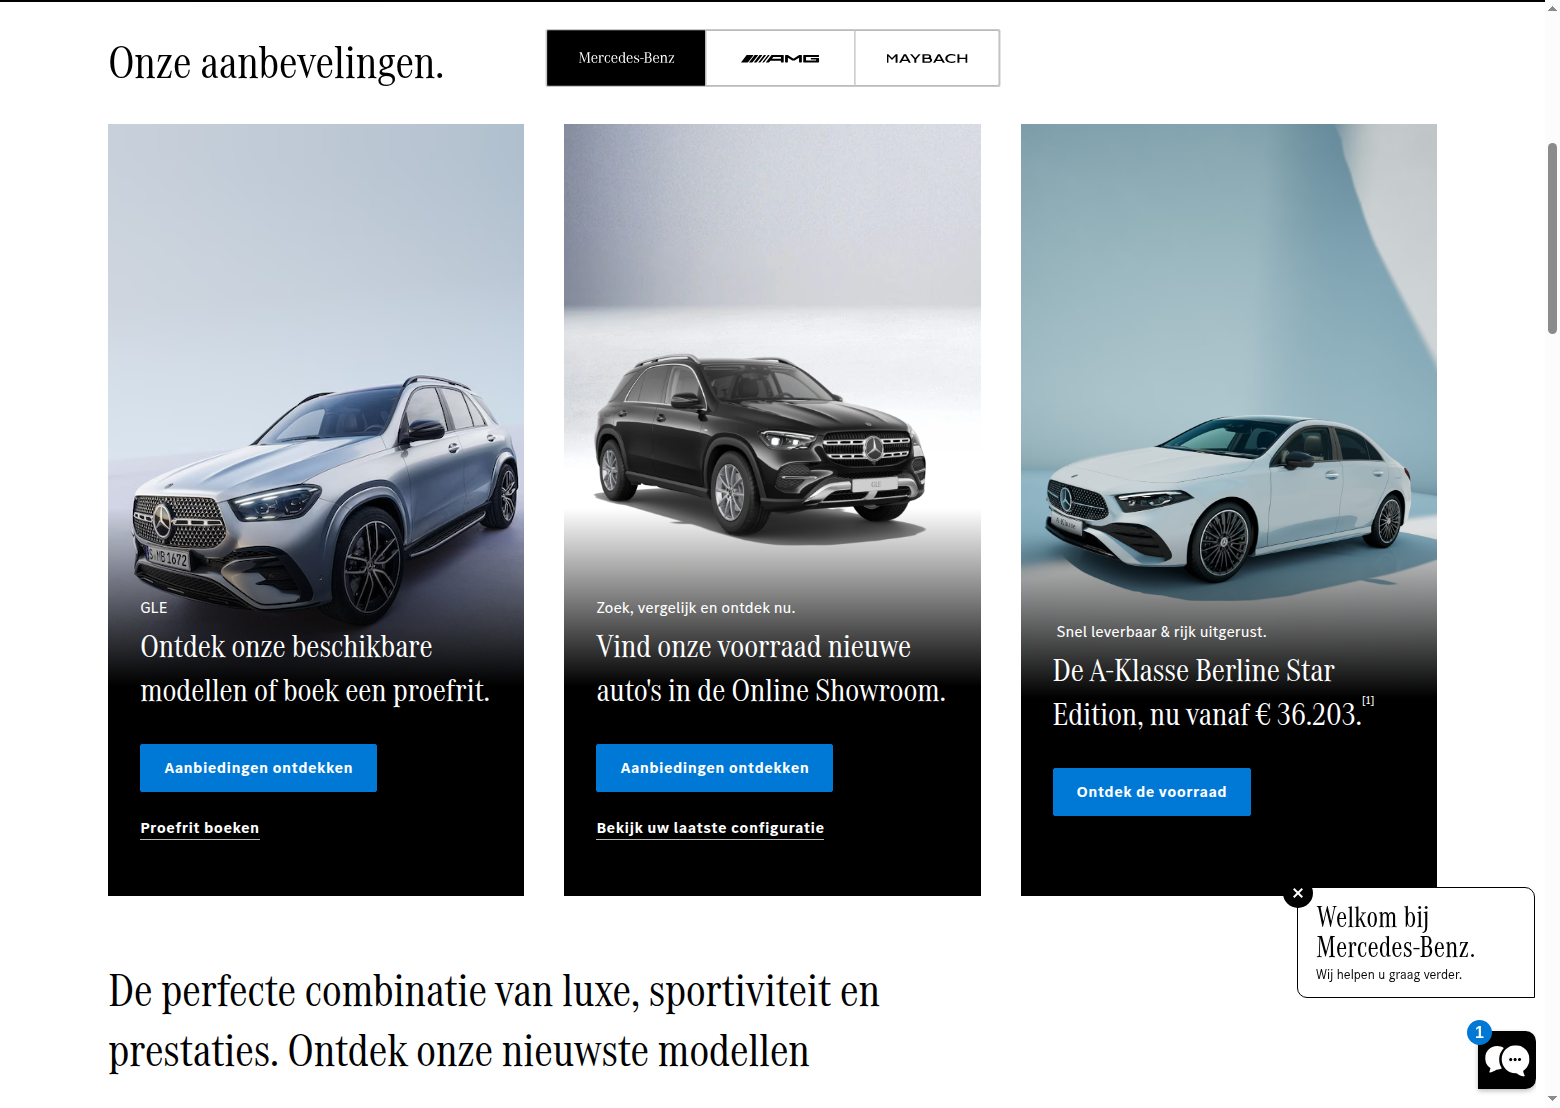 Onze aanbevelingen.
Mercedes-Benz
AMG
MAYBACH
S·MB 1672
GLE
Ontdek onze beschikbare
modellen of boek een proefrit.
Aanbiedingen ontdekken
Proefrit boeken
GLE
Zoek, vergelijk en ontdek nu.
Vind onze voorraad nieuwe
auto's in de Online Showroom.
Aanbiedingen ontdekken
Bekijk uw laatste configuratie
A-Klasse
Snel leverbaar & rijk uitgerust.
De A-Klasse Berline Star
Edition, nu vanaf € 36.203.[1]
Ontdek de voorraad
Welkom bij
Mercedes-Benz.
Wij helpen u graag verder.
1
De perfecte combinatie van luxe, sportiviteit en
prestaties. Ontdek onze nieuwste modellen